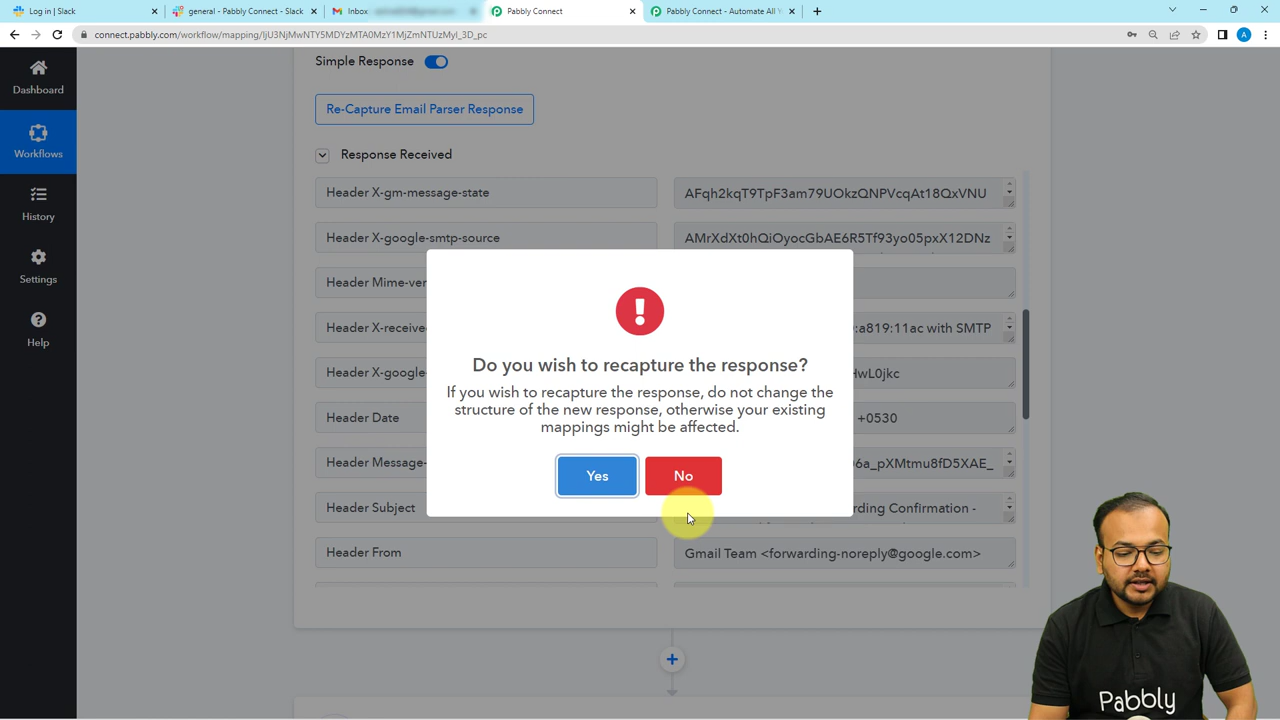 Log in | Slack
general - Pabbly Connect - Slack
Inbox
Pabbly Connect
Pabbly Connect - Automate All Y
connect.pabbly.com/workflow/mapping/IjU3NjMwNTY5MDYzMTA0MzY1MjZmNTUzMyI_3D_pc
A
Dashboard
Workflows
History
Settings
Help
Simple Response
Re-Capture Email Parser Response
Response Received
Header X-gm-message-state
AFqh2kqT9TpF3am79UOkzQNPVcqAt18QxVNU
Header X-google-smtp-source
AMrXdXt0hQiOyocGbAE6R5Tf93yo05pxX12DNz
Header Mime-ver
Header X-receive
:a819:11ac with SMTP
Header X-google-
HwL0jkc
Header Date
+0530
Header Message-
06a_pXMtmu8fD5XAE_
Header Subject
rding Confirmation -
Header From
Gmail Team <forwarding-noreply@google.com>
Do you wish to recapture the response?
If you wish to recapture the response, do not change the
structure of the new response, otherwise your existing
mappings might be affected.
Yes
No
Pabbly